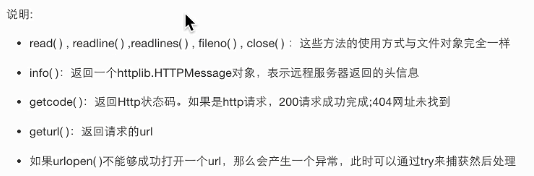 说明:
• read( ) , readline( ) ,readlines( ) , fileno( ) , close( ) ：这些方法的使用方式与文件对象完全一样
• info( )：返回一个httplib.HTTPMessage对象，表示远程服务器返回的头信息
• getcode( )：返回Http状态码。如果是http请求，200请求成功完成;404网址未找到
• geturl( )：返回请求的url
• 如果urlopen( )不能够成功打开一个url，那么会产生一个异常，此时可以通过try来捕获然后处理